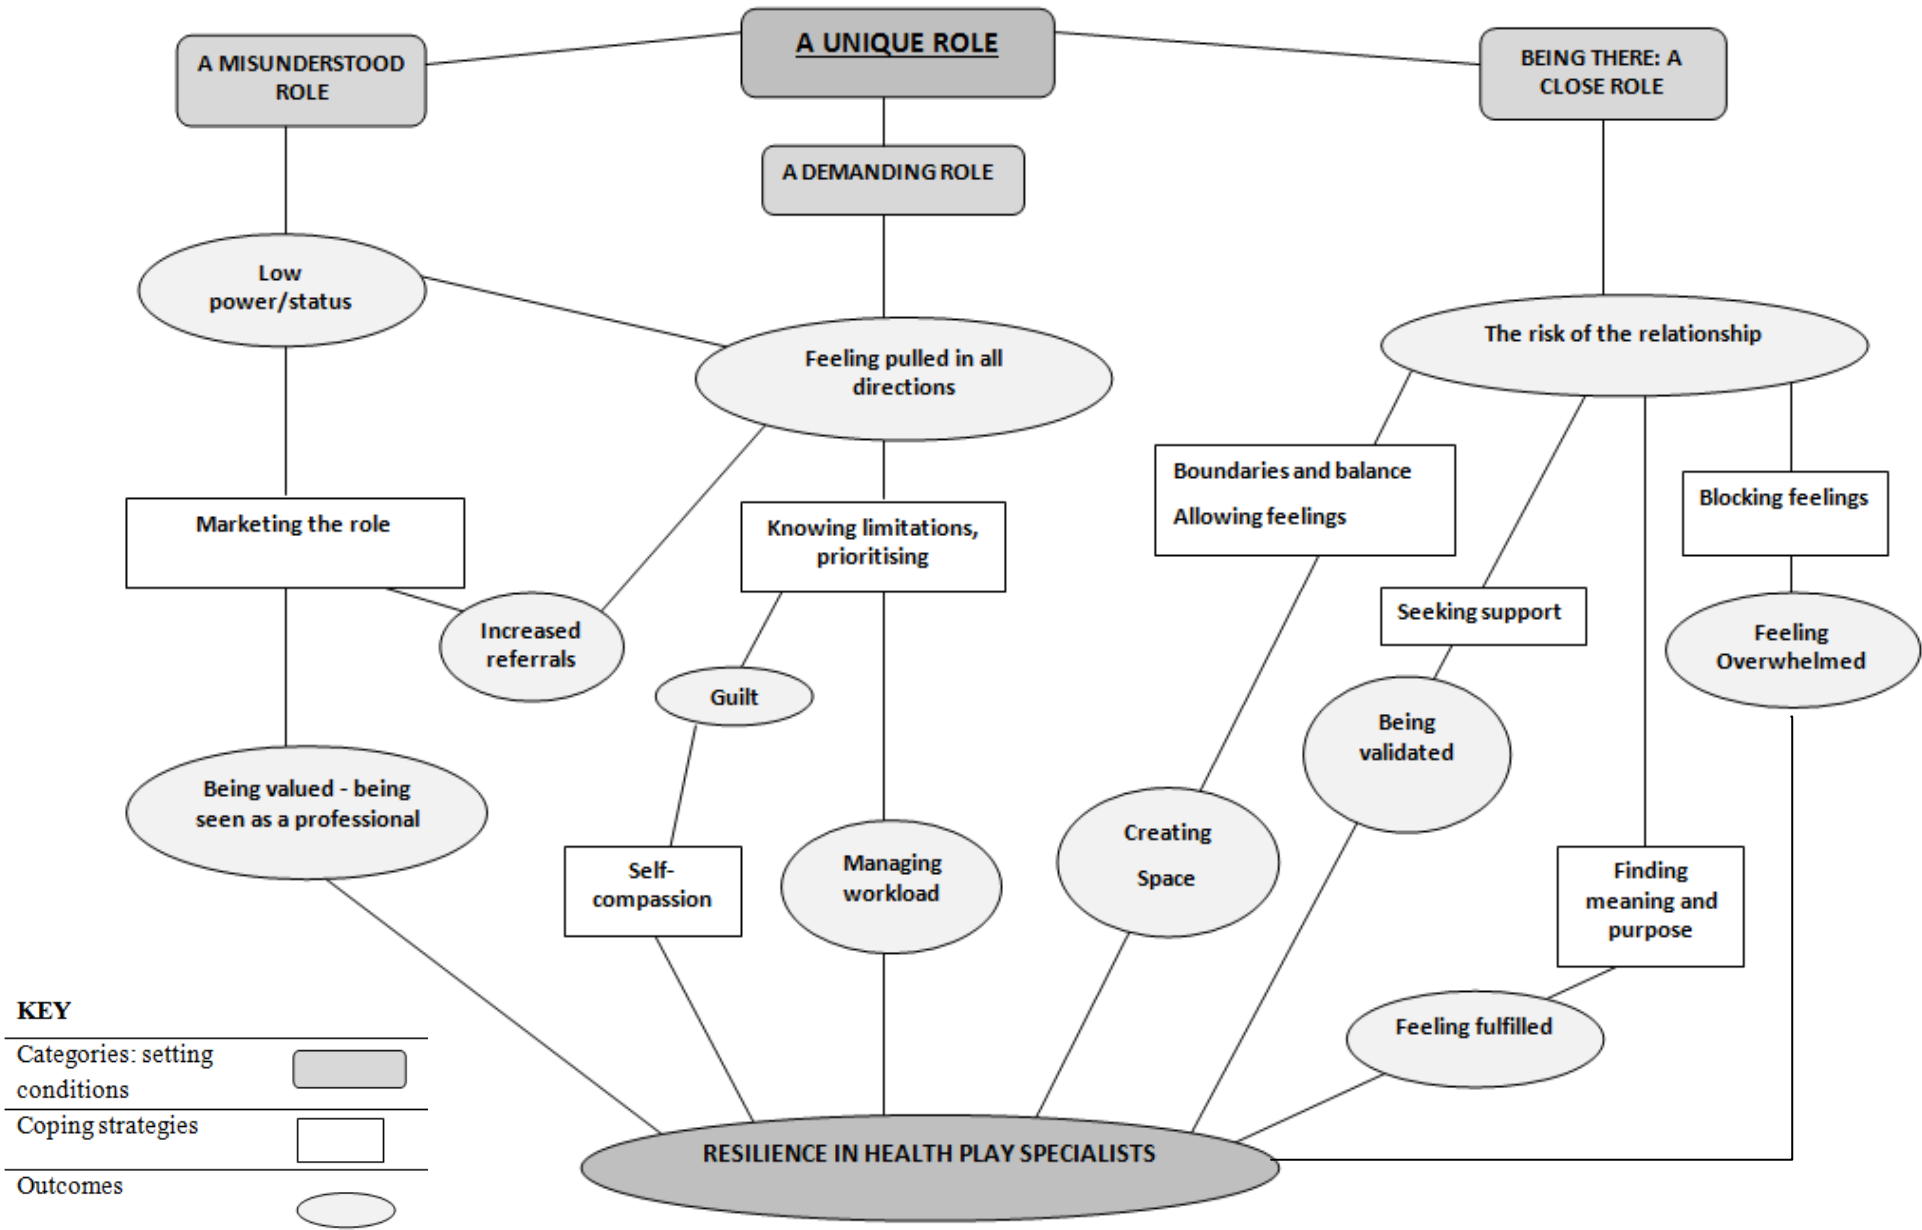 A UNIQUE ROLE
A MISUNDERSTOOD
ROLE
BEING THERE: A
CLOSE ROLE
A DEMANDING ROLE
Low
power/status
Feeling pulled in all
directions
The risk of the relationship
Marketing the role
Knowing limitations,
prioritising
Boundaries and balance
Allowing feelings
Blocking feelings
Seeking support
Increased
referrals
Feeling
Overwhelmed
Guilt
Being
validated
Being valued - being
seen as a professional
Creating
Space
Self-
compassion
Managing
workload
Finding
meaning and
purpose
Feeling fulfilled
RESILIENCE IN HEALTH PLAY SPECIALISTS
KEY
Categories: setting
conditions
Coping strategies
Outcomes